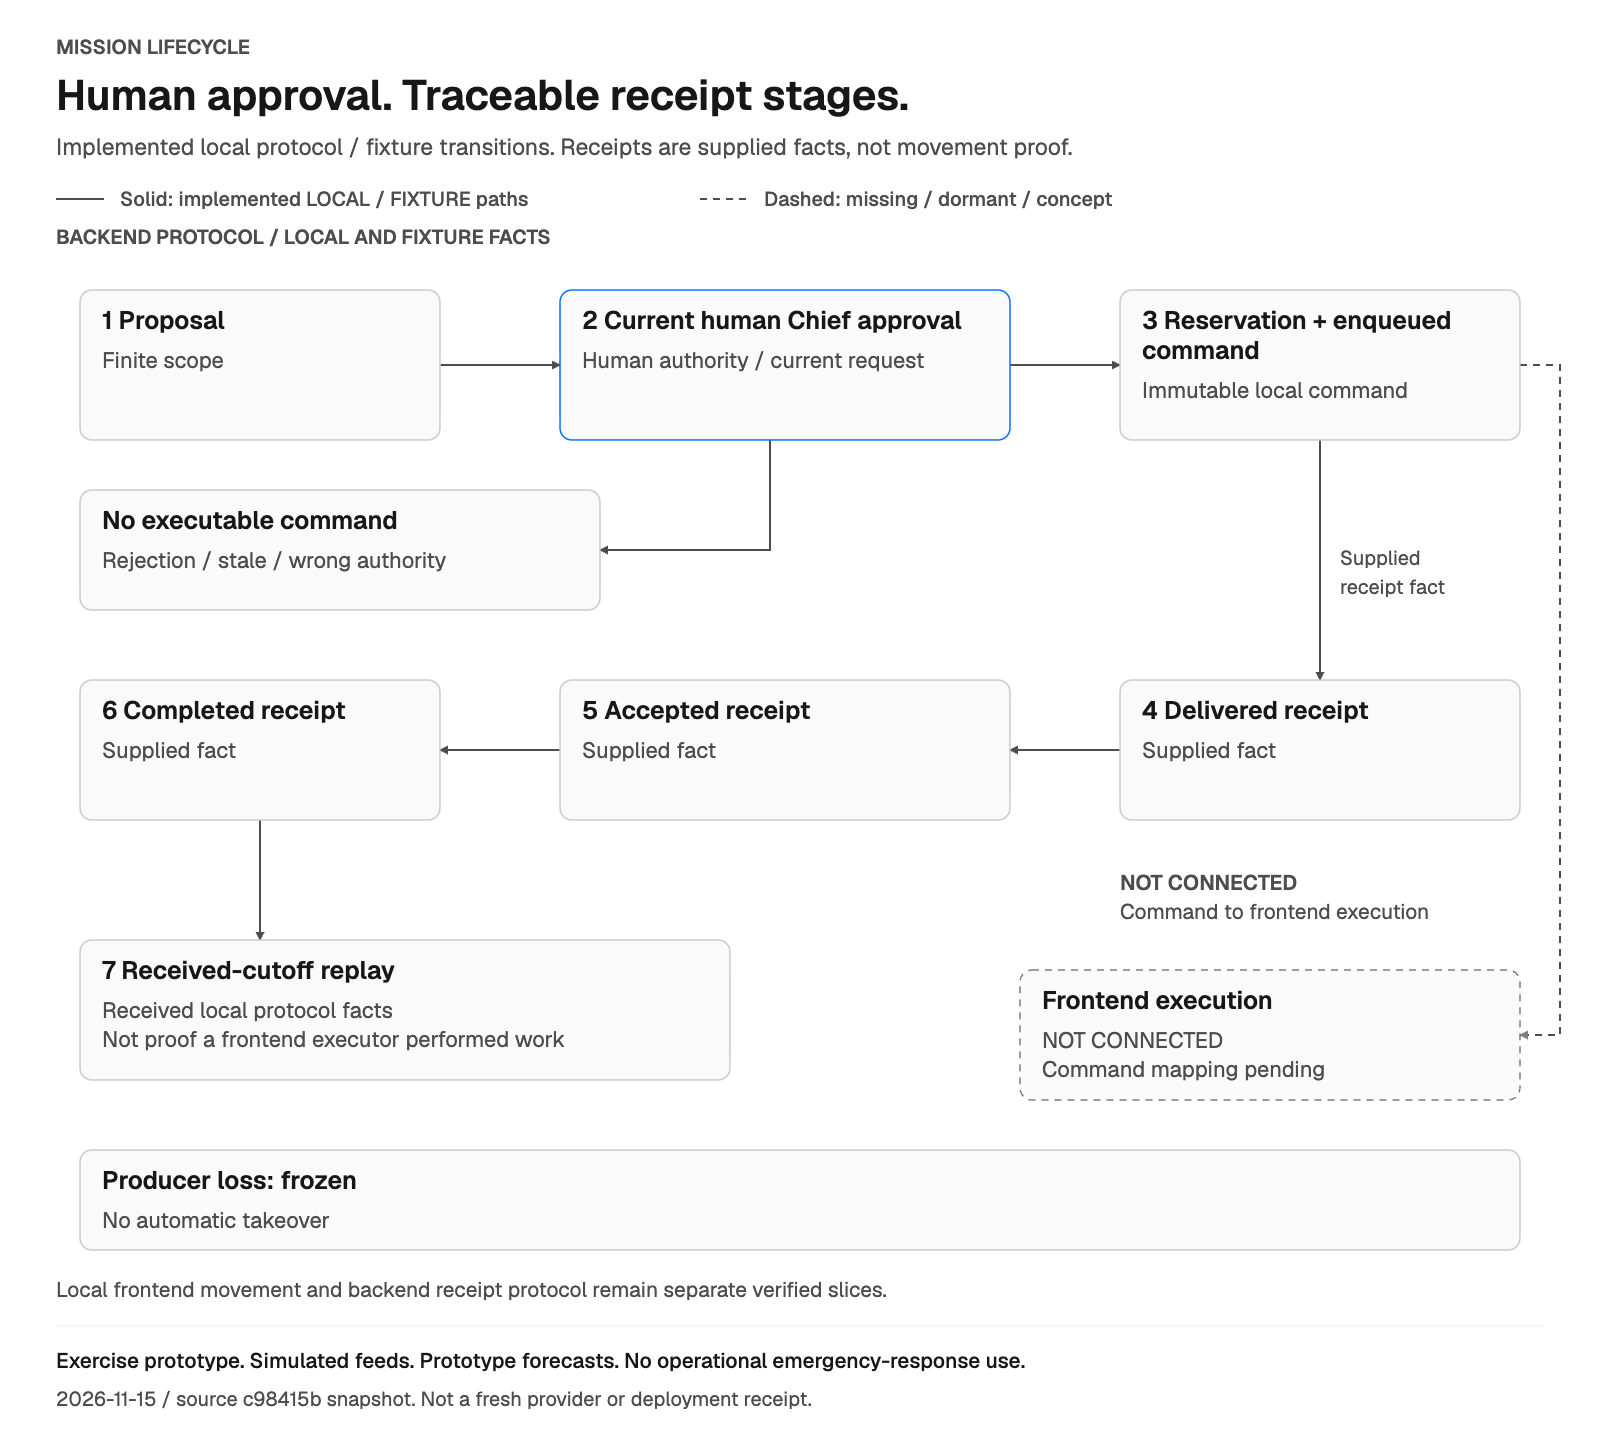 MISSION LIFECYCLE
Human approval. Traceable receipt stages.
Implemented local protocol / fixture transitions. Receipts are supplied facts, not movement proof.
Solid: implemented LOCAL / FIXTURE paths
Dashed: missing / dormant / concept
BACKEND PROTOCOL / LOCAL AND FIXTURE FACTS
1 Proposal
Finite scope
2 Current human Chief approval
Human authority / current request
3 Reservation + enqueued
command
Immutable local command
No executable command
Rejection / stale / wrong authority
Supplied
receipt fact
6 Completed receipt
Supplied fact
5 Accepted receipt
Supplied fact
4 Delivered receipt
Supplied fact
NOT CONNECTED
Command to frontend execution
7 Received-cutoff replay
Received local protocol facts
Not proof a frontend executor performed work
Frontend execution
NOT CONNECTED
Command mapping pending
Producer loss: frozen
No automatic takeover
Local frontend movement and backend receipt protocol remain separate verified slices.
Exercise prototype. Simulated feeds. Prototype forecasts. No operational emergency-response use.
2026-11-15 / source c98415b snapshot. Not a fresh provider or deployment receipt.